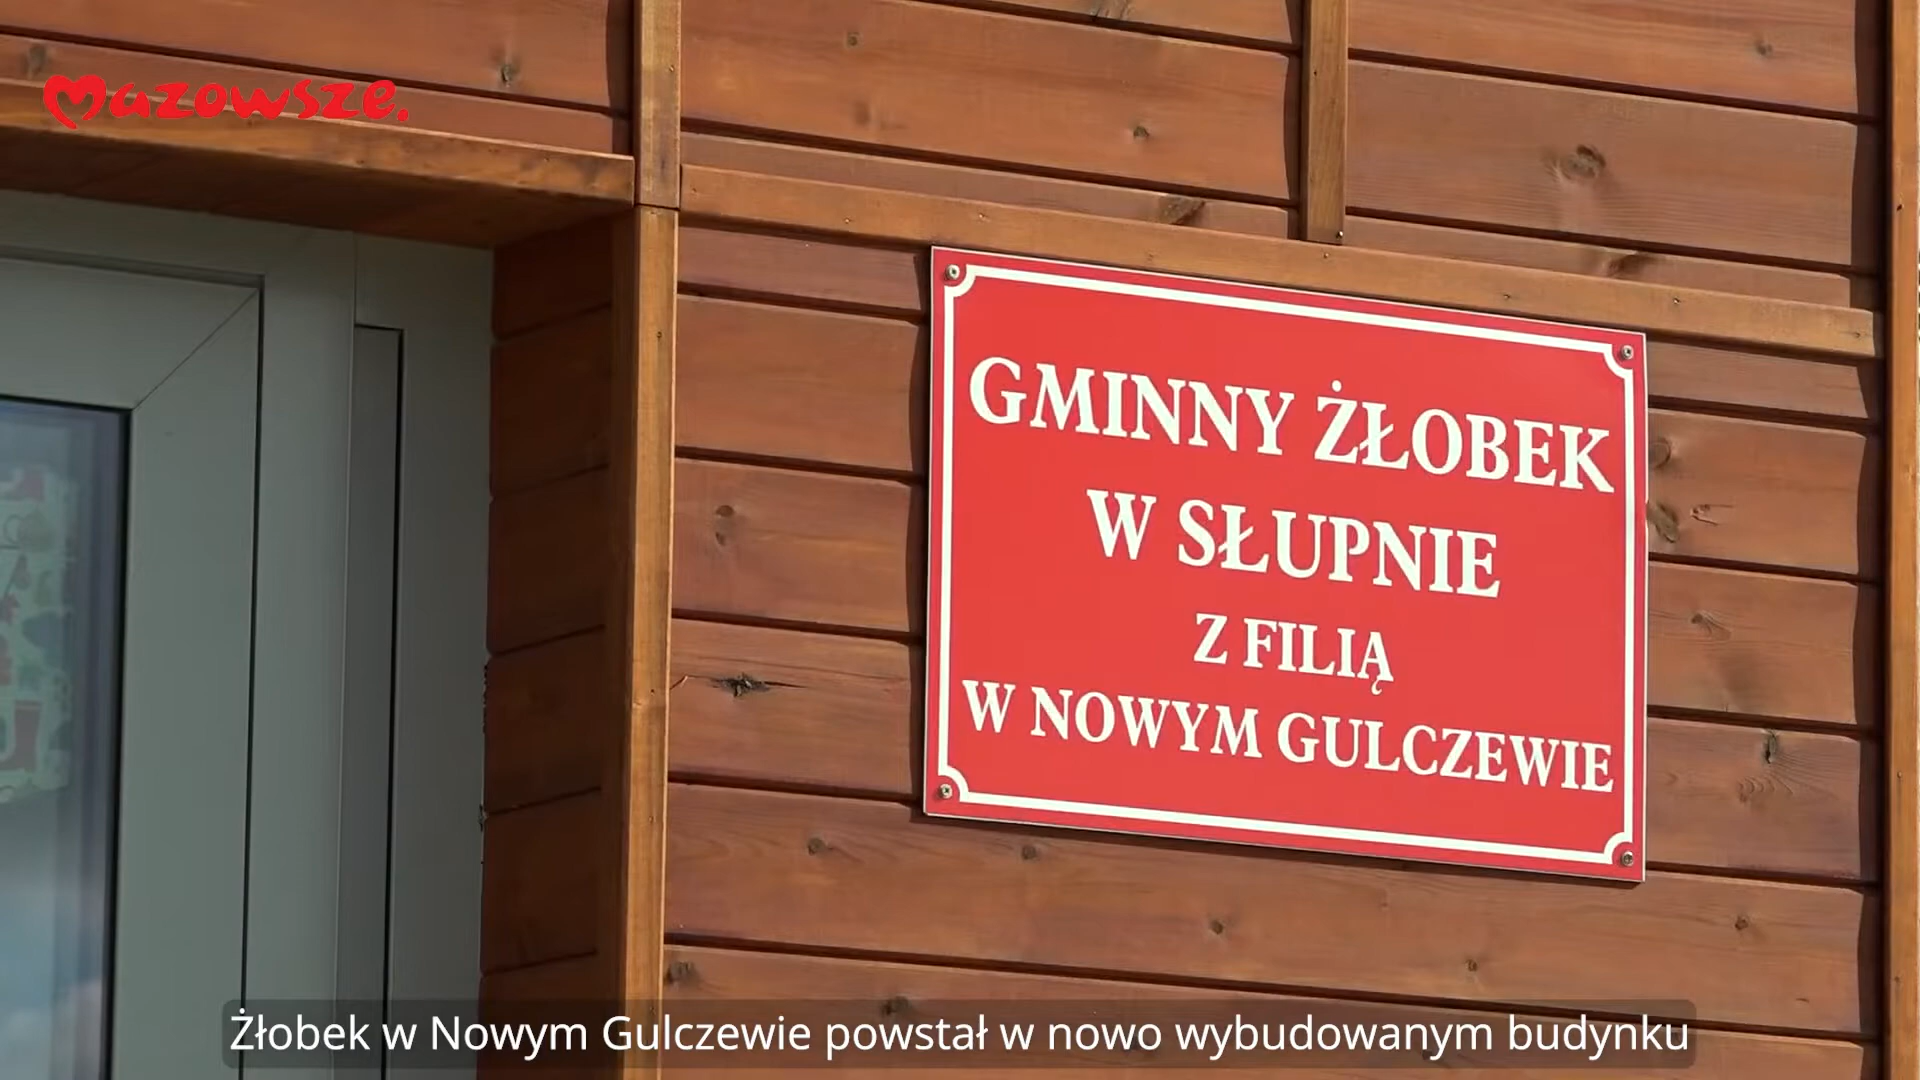 Mazowsze.
GMINNY ŻŁOBEK
W SŁUPNIE
Z FILIĄ
W NOWYM GULCZEWIE
Żłobek w Nowym Gulczewie powstał w nowo wybudowanym budynku